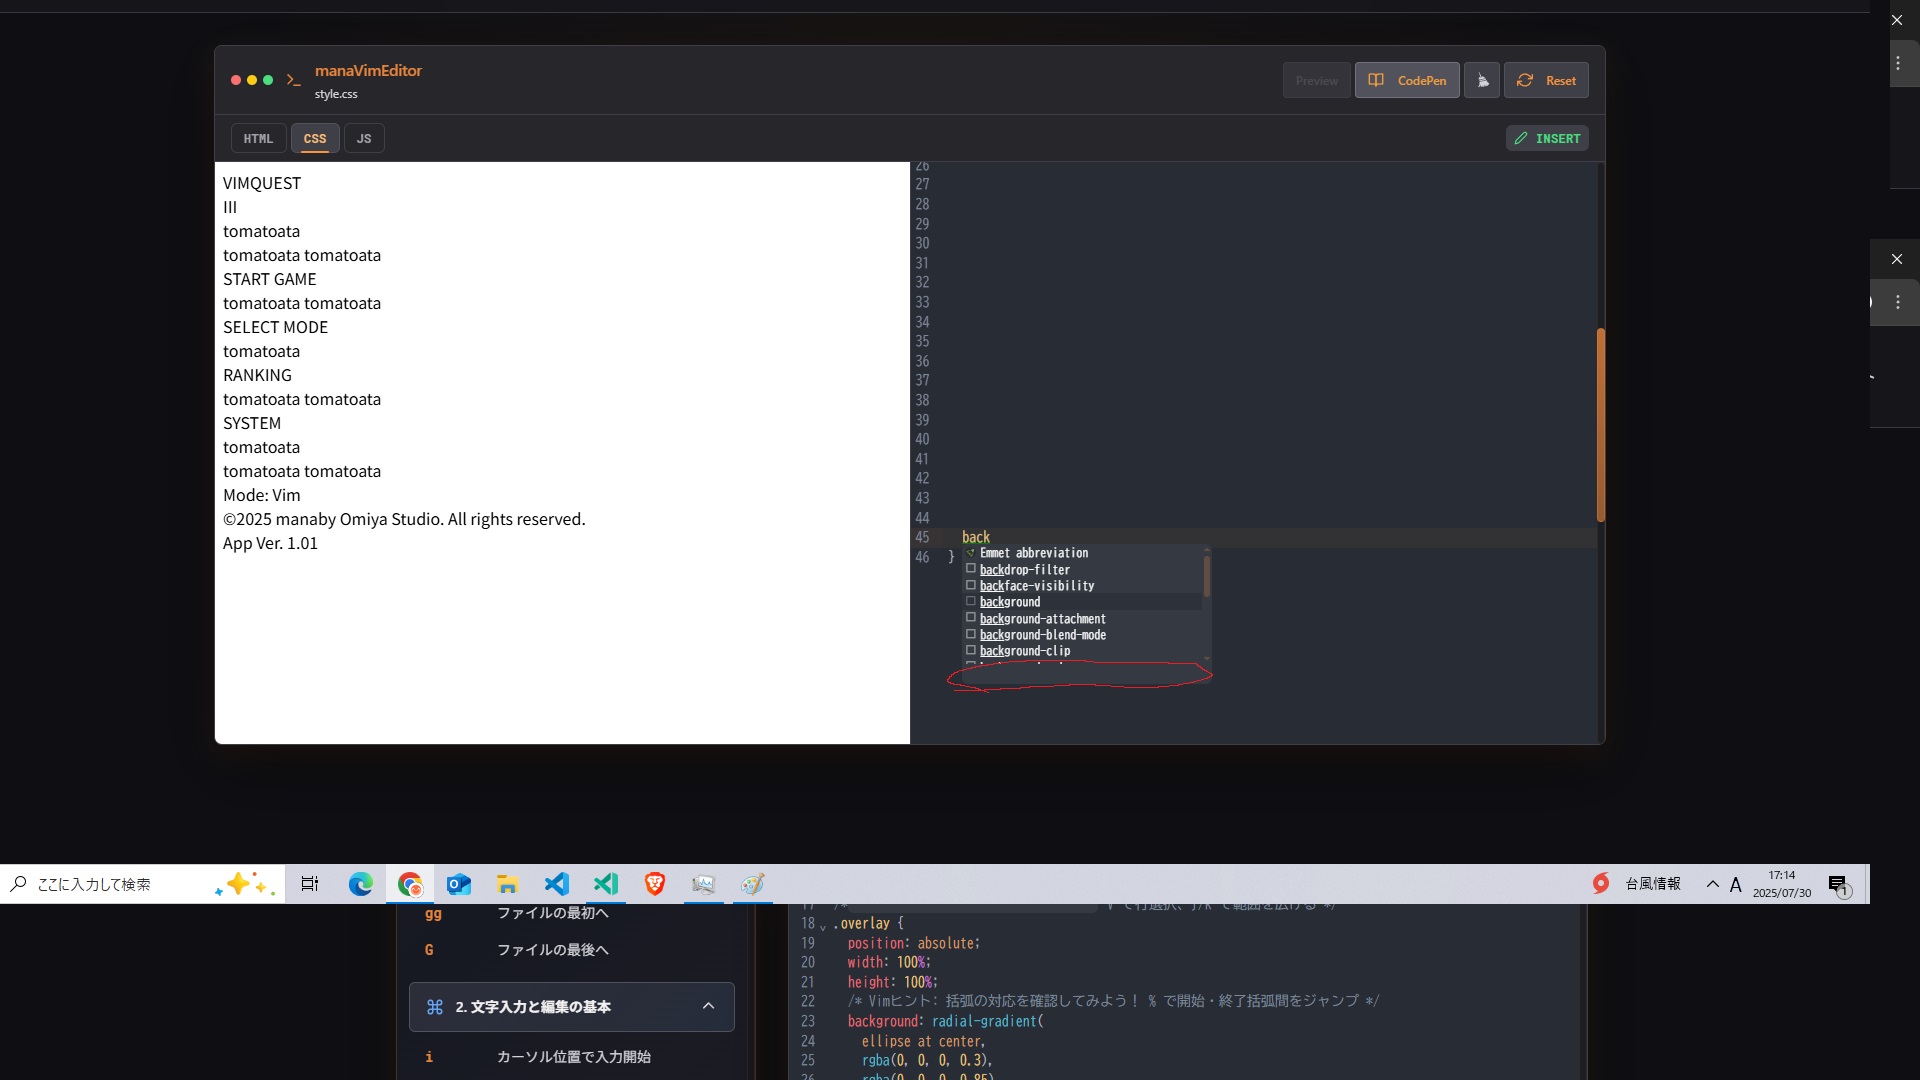 manaVimEditor
style.css
Preview
CodePen
Reset
HTML
CSS
JS
INSERT
VIMQUEST
III
tomatoata
tomatoata tomatoata
START GAME
tomatoata tomatoata
SELECT MODE
tomatoata
RANKING
tomatoata tomatoata
SYSTEM
tomatoata
tomatoata tomatoata
Mode: Vim
©2025 manaby Omiya Studio. All rights reserved.
App Ver. 1.01
26
27
28
29
30
31
32
33
34
35
36
37
38
39
40
41
42
43
44
45 back
46 }
Emmet abbreviation
backdrop-filter
backface-visibility
background
background-attachment
background-blend-mode
background-clip
ここに入力して検索
台風情報
A
17:14
2025/07/30
1
gg ファイルの最初へ
G ファイルの最後へ
2. 文字入力と編集の基本
i カーソル位置で入力開始
18 .overlay {
19 position: absolute;
20 width: 100%;
21 height: 100%;
22 /* Vimヒント: 括弧の対応を確認してみよう！ % で開始・終了括弧間をジャンプ */
23 background: radial-gradient(
24 ellipse at center,
25 rgba(0, 0, 0, 0.3),
26 rgba(0, 0, 0, 0.85)